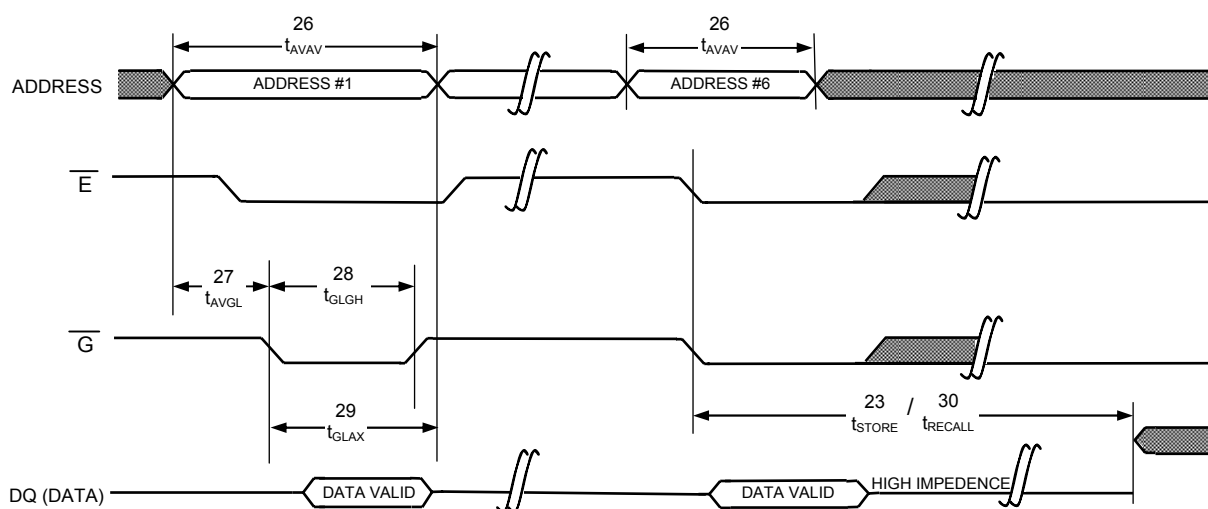 26
tAVAV
26
tAVAV
ADDRESS
ADDRESS #1
ADDRESS #6
E
27
tAVGL
28
tGLGH
G
29
tGLAX
23 / 30
tSTORE tRECALL
DQ (DATA)
DATA VALID
DATA VALID
HIGH IMPEDENCE